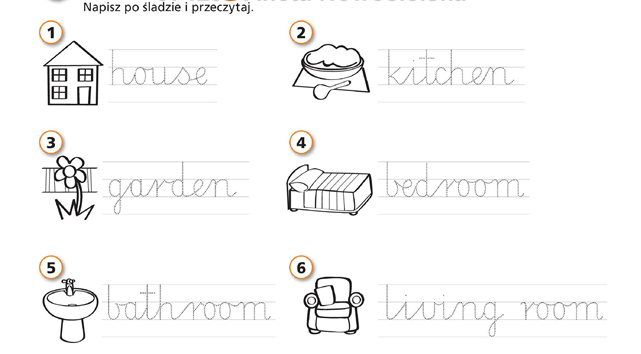 Napisz po śladzie i przeczytaj.
1 house
2 kitchen
3 garden
4 bedroom
5 bathroom
6 living room